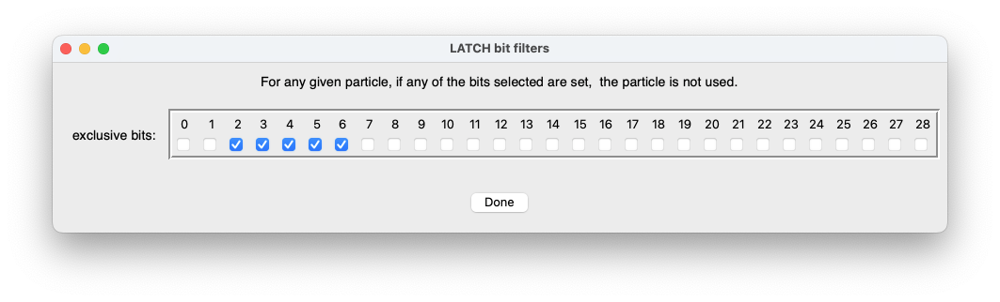 LATCH bit filters
For any given particle, if any of the bits selected are set,  the particle is not used.
0 1 2 3 4 5 6 7 8 9 10 11 12 13 14 15 16 17 18 19 20 21 22 23 24 25 26 27 28
exclusive bits:
Done